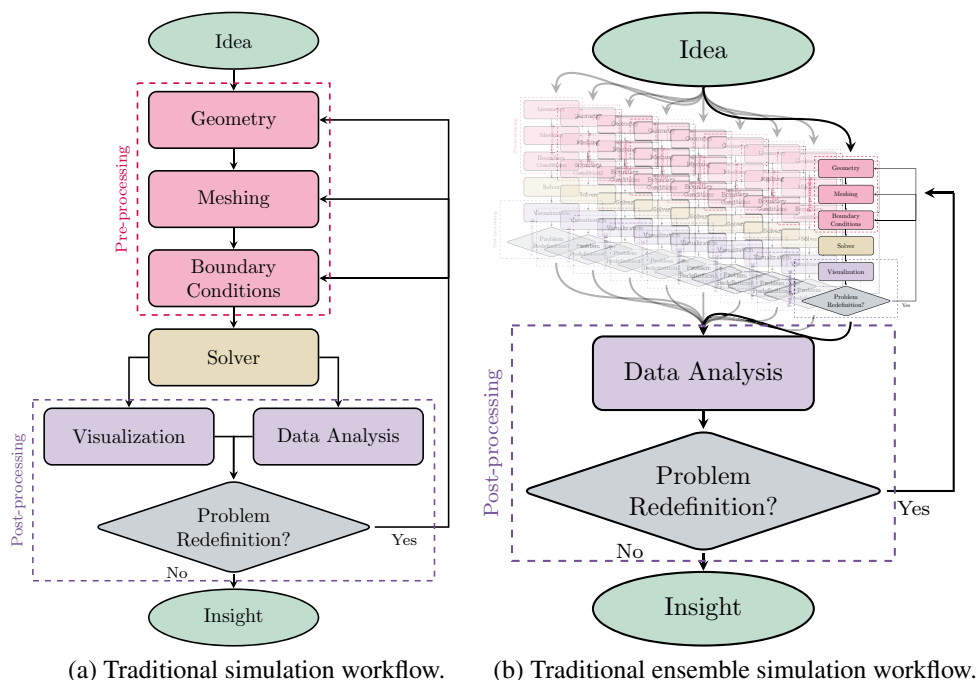 Idea
Pre-processing
Geometry
Meshing
Boundary
Conditions
Solver
Post-processing
Visualization
Data Analysis
Problem
Redefinition?
Yes
No
Insight
(a) Traditional simulation workflow.
Idea
Geometry
Meshing
Boundary
Conditions
Solver
Visualization
Problem
Redefinition?
Yes
Post-processing
Data Analysis
Problem
Redefinition?
Yes
No
Insight
(b) Traditional ensemble simulation workflow.